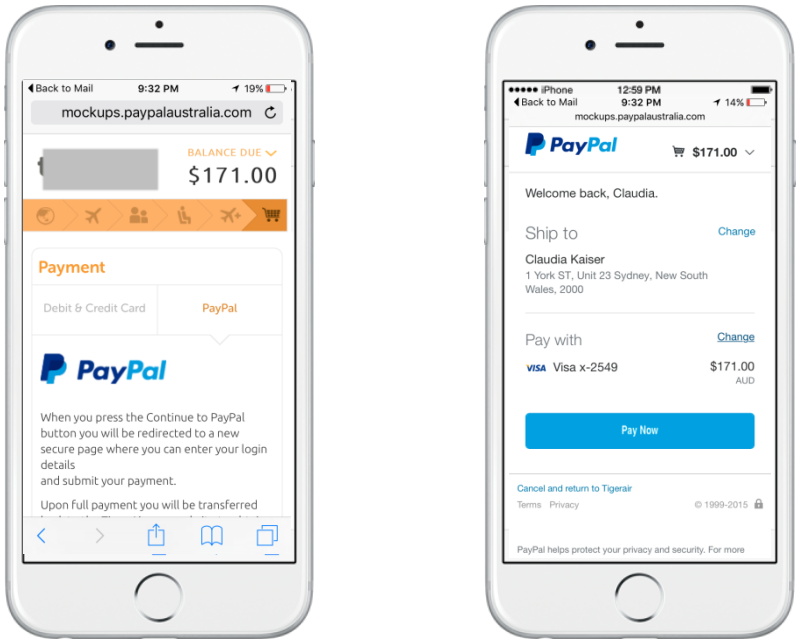 Back to Mail 9:32 PM 19%
mockups.paypalaustralia.com
BALANCE DUE
$171.00
Payment
Debit & Credit Card PayPal
PayPal
When you press the Continue to PayPal
button you will be redirected to a new
secure page where you can enter your login
details
and submit your payment.
Upon full payment you will be transferred
iPhone 12:59 PM
Back to Mail 9:32 PM 14%
mockups.paypalaustralia.com
PayPal $171.00
Welcome back, Claudia.
Ship to Change
Claudia Kaiser
1 York ST, Unit 23 Sydney, New South
Wales, 2000
Pay with Change
VISA Visa x-2549 $171.00
AUD
Pay Now
Cancel and return to Tigerair
Terms Privacy © 1999-2015
PayPal helps protect your privacy and security. For more